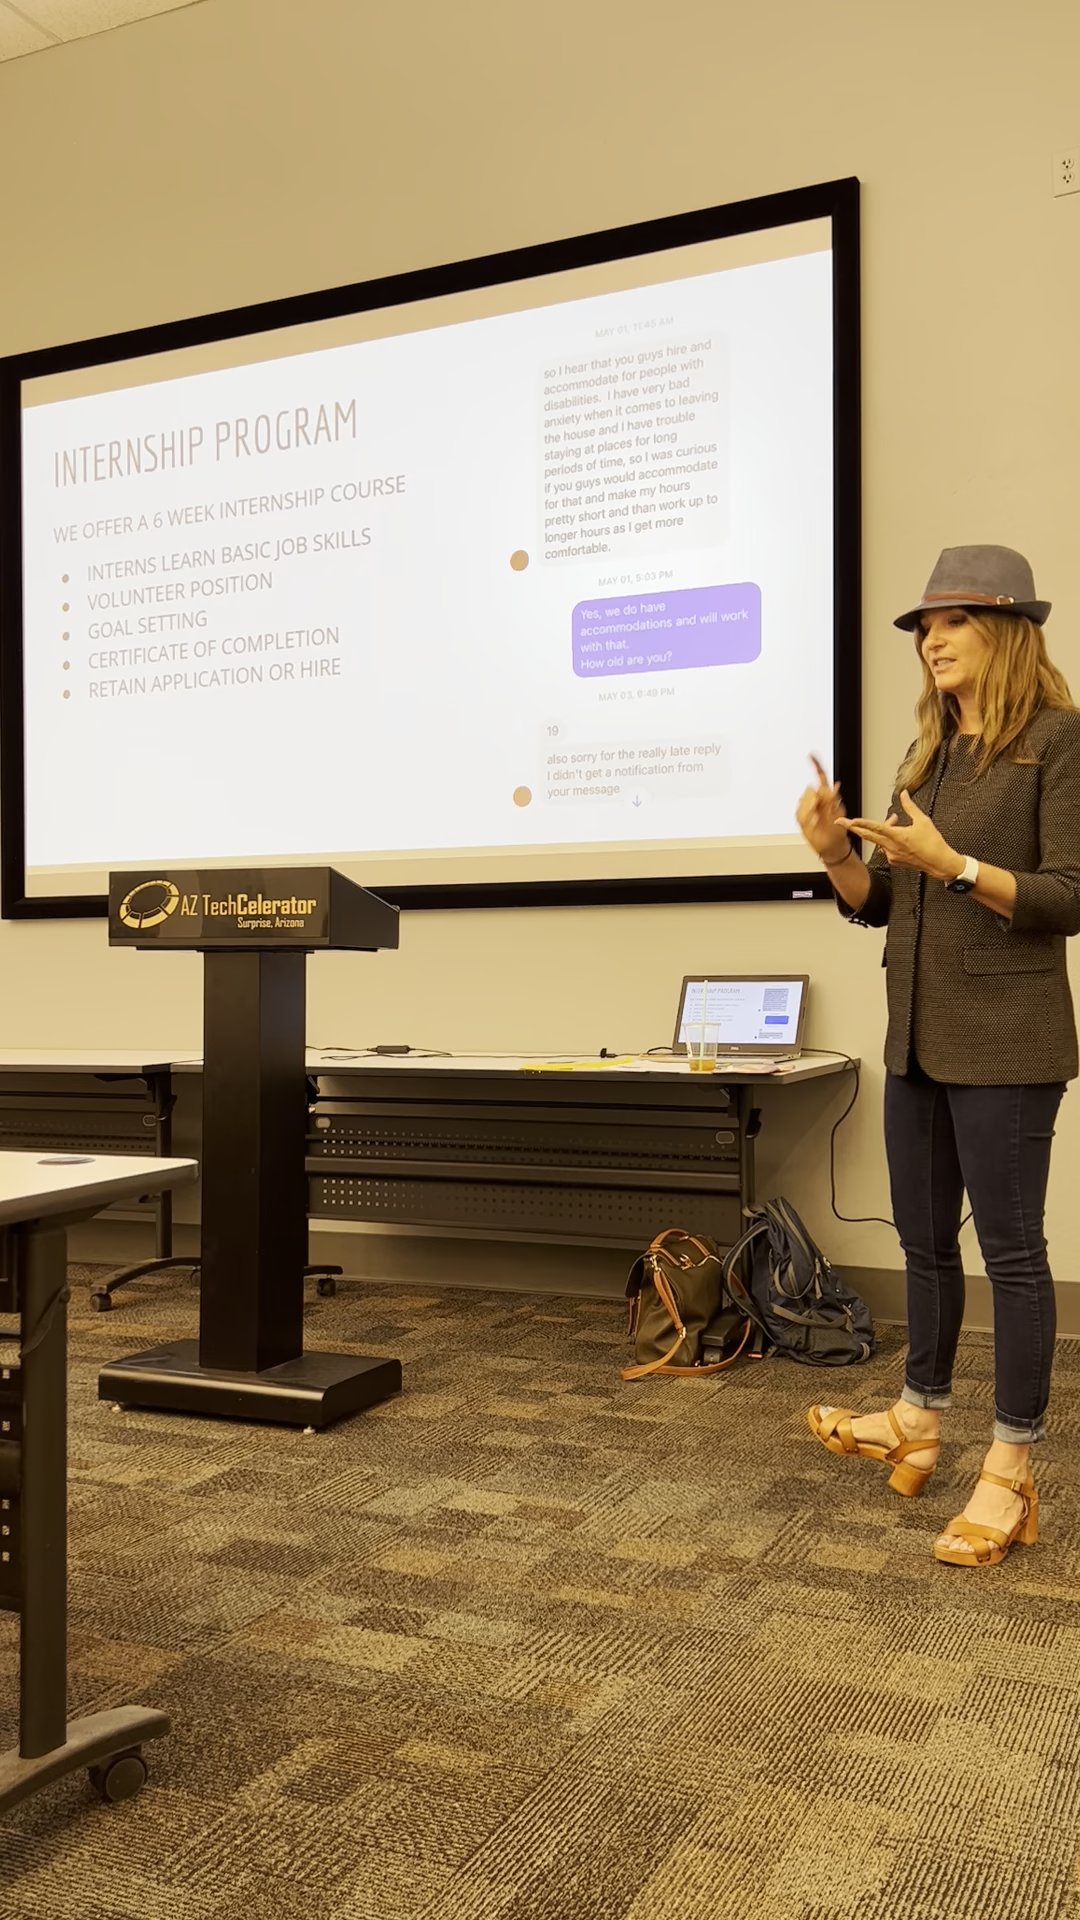 INTERNSHIP PROGRAM
WE OFFER A 6 WEEK INTERNSHIP COURSE
INTERNS LEARN BASIC JOB SKILLS
VOLUNTEER POSITION
GOAL SETTING
CERTIFICATE OF COMPLETION
RETAIN APPLICATION OR HIRE
MAY 01, 11:45 AM
so I hear that you guys hire and
accommodate for people with
disabilities. I have very bad
anxiety when it comes to leaving
the house and I have trouble
staying at places for long
periods of time, so I was curious
if you guys would accommodate
for that and make my hours
pretty short and than work up to
longer hours as I get more
comfortable.
MAY 01, 5:03 PM
Yes, we do have
accommodations and will work
with that.
How old are you?
MAY 03, 6:49 PM
19
also sorry for the really late reply
I didn't get a notification from
your message
AZ TechCelerator
Surprise, Arizona